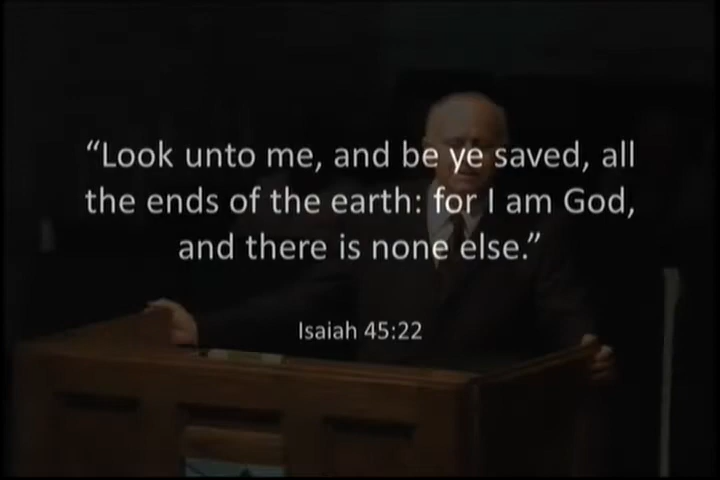 “Look unto me, and be ye saved, all
the ends of the earth: for I am God,
and there is none else.”
Isaiah 45:22